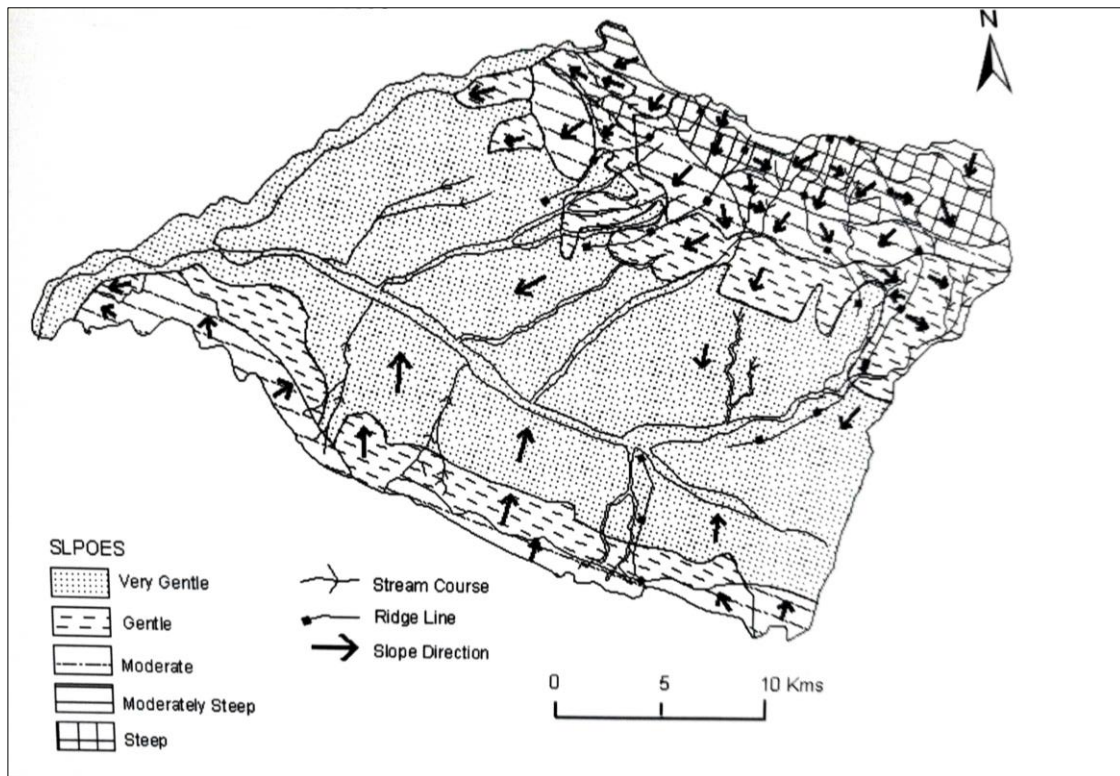 N
SLPOES
Very Gentle
Gentle
Moderate
Moderately Steep
Steep
Stream Course
Ridge Line
Slope Direction
0 5 10 Kms